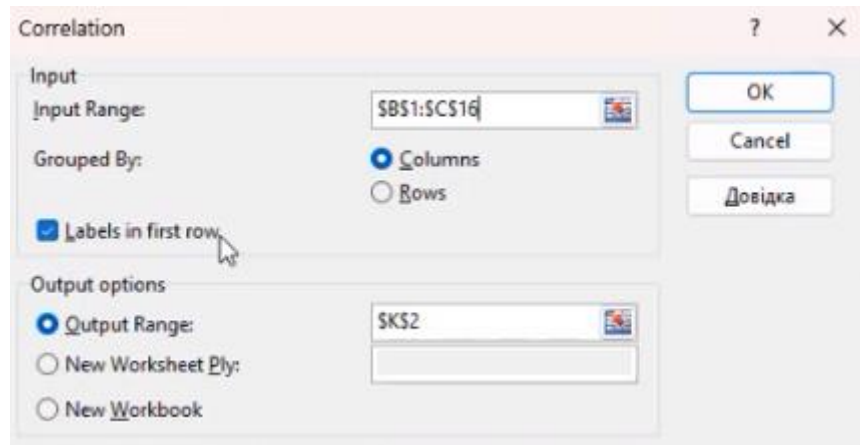 Correlation ? ×
Input
Input Range: $B$1:$C$16 OK
Grouped By: Columns Cancel
Rows Довідка
Labels in first row
Output options
Output Range: $K$2
New Worksheet Ply:
New Workbook